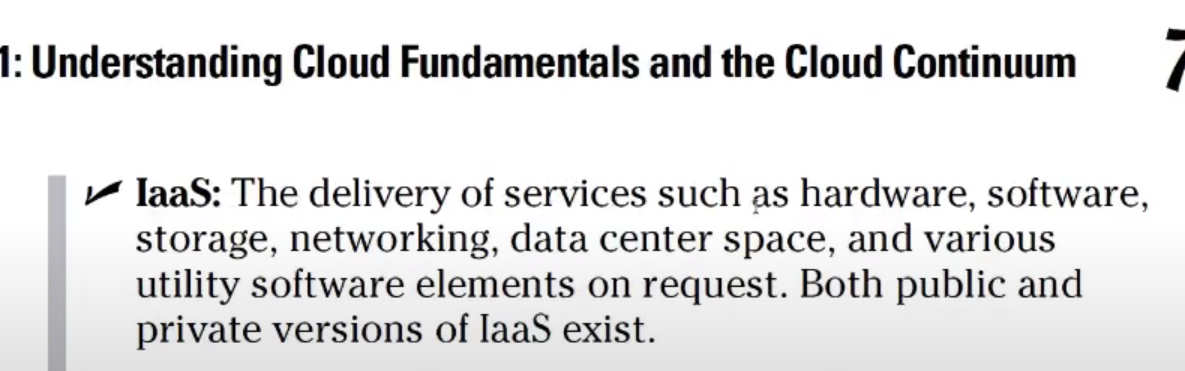 1: Understanding Cloud Fundamentals and the Cloud Continuum 7
IaaS: The delivery of services such as hardware, software,
storage, networking, data center space, and various
utility software elements on request. Both public and
private versions of IaaS exist.